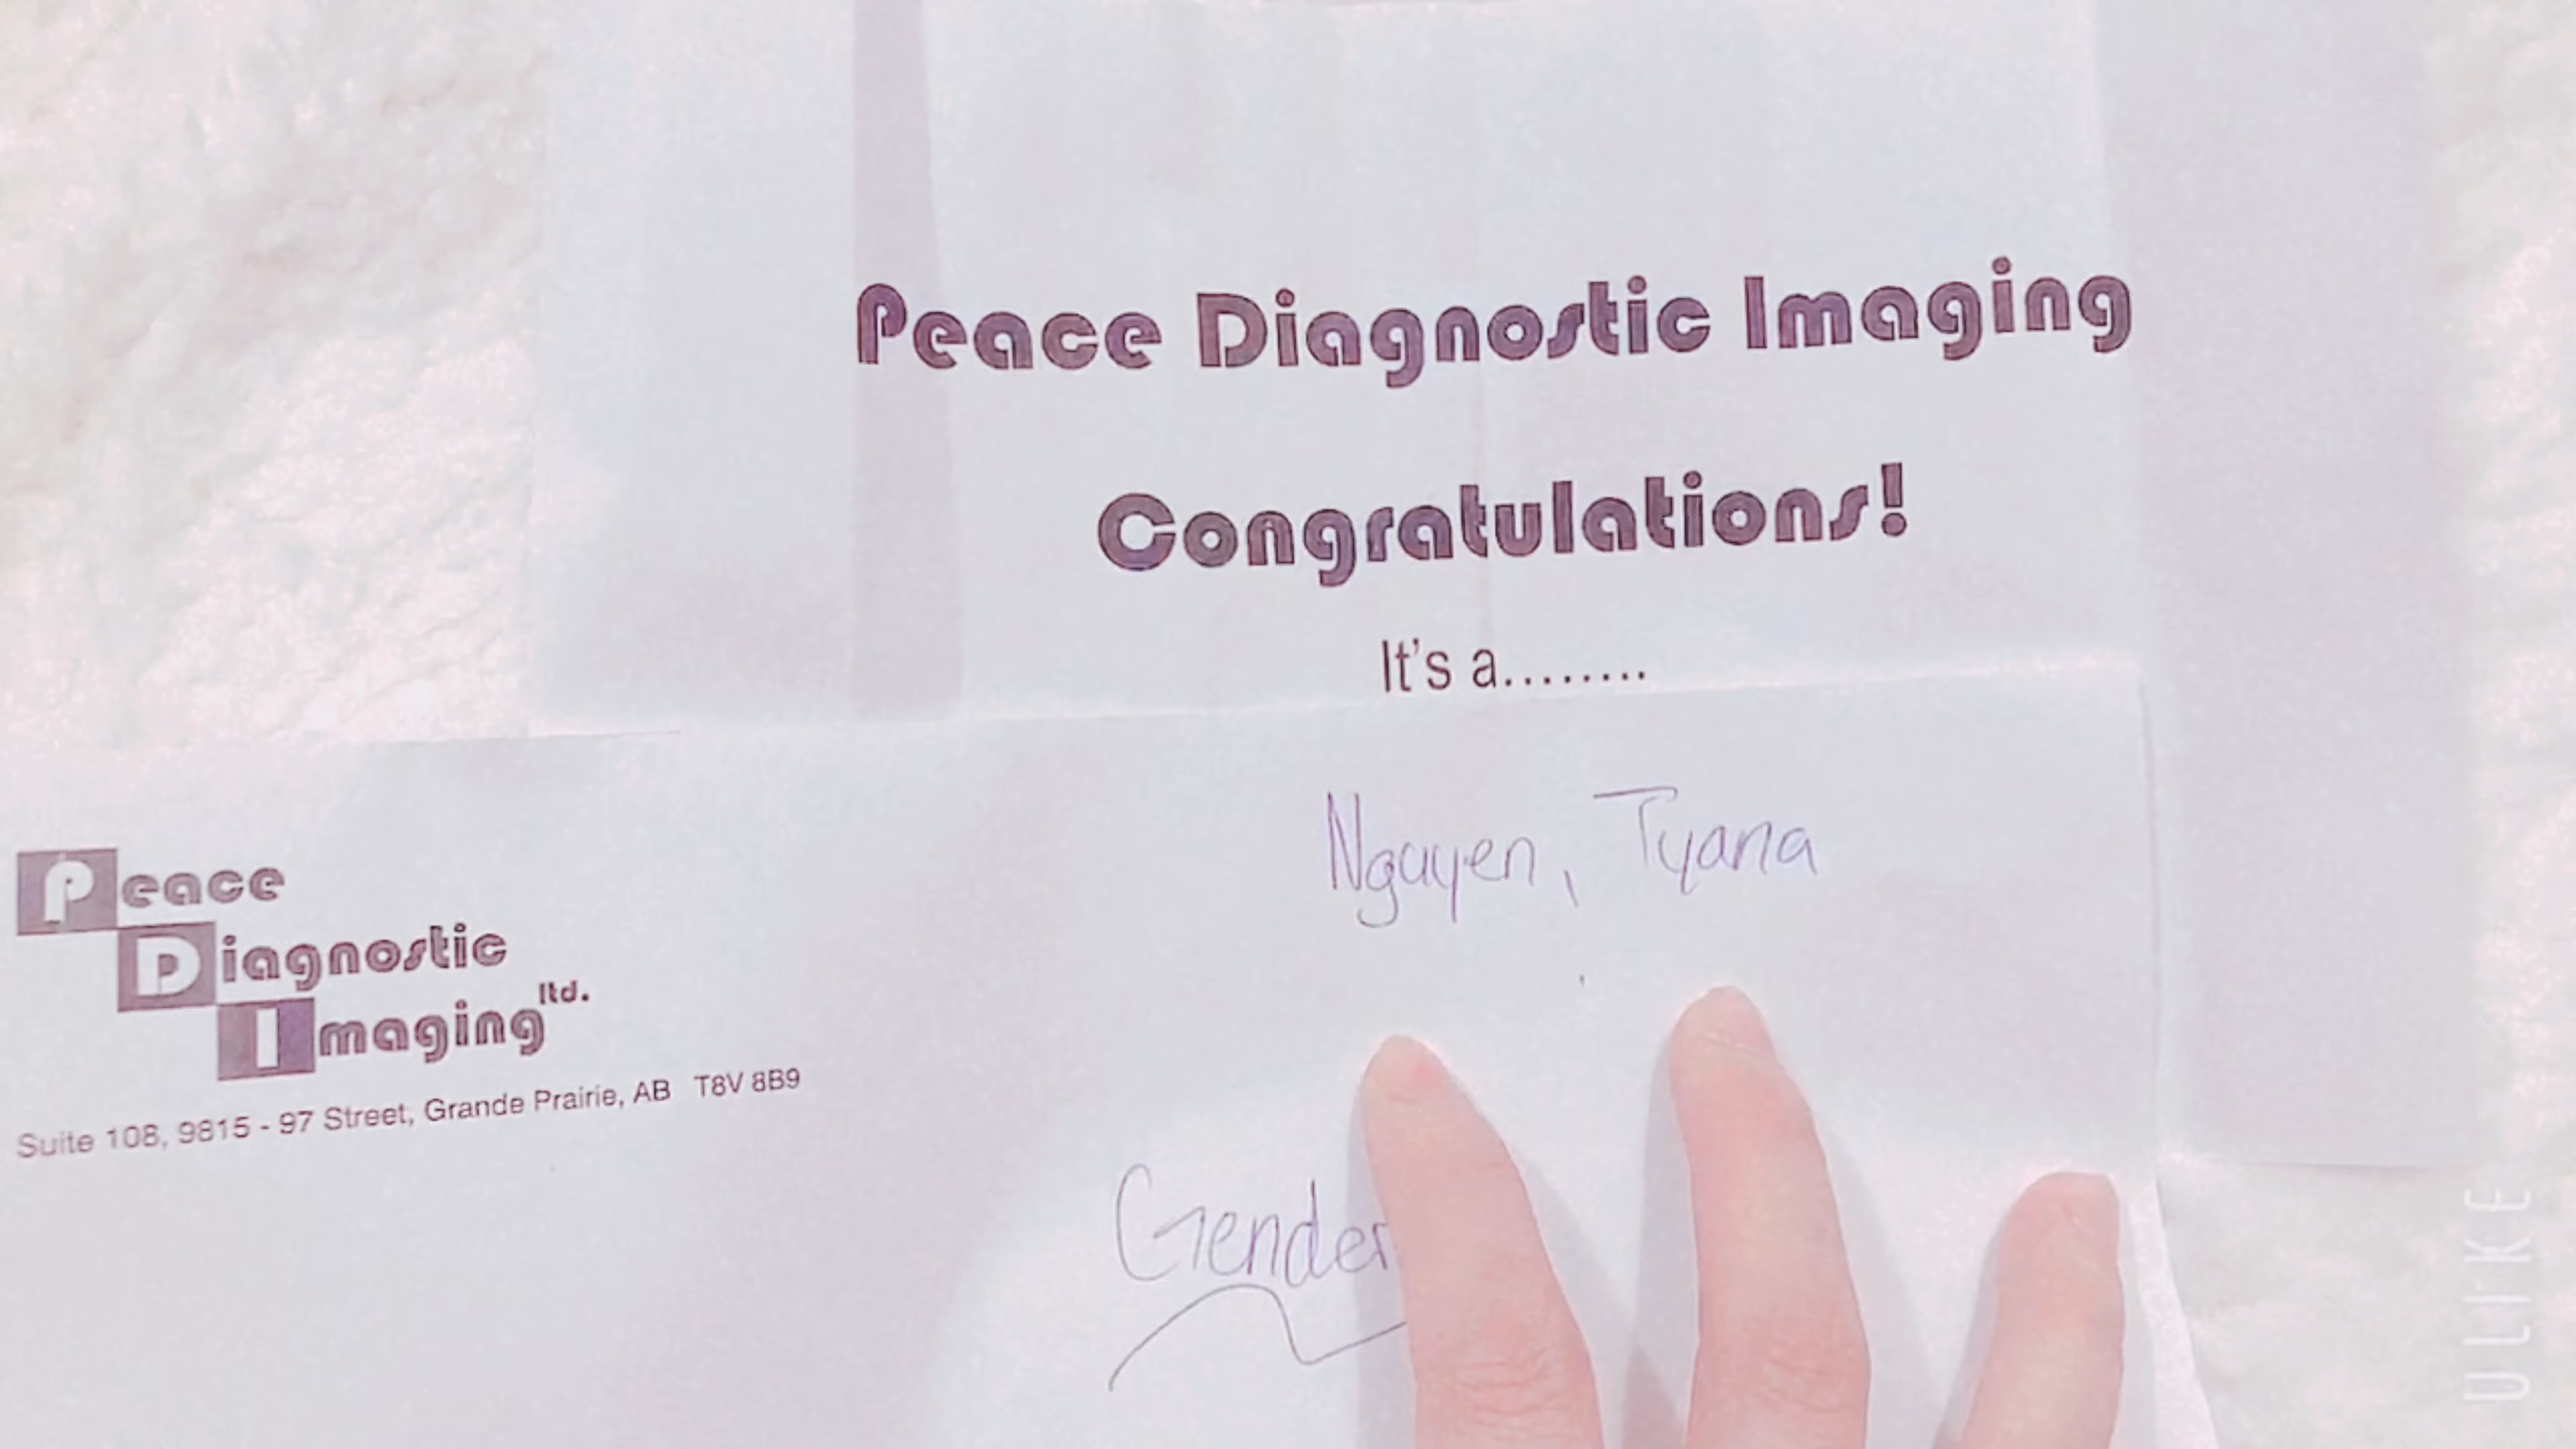 Peace Diagnostic Imaging
Congratulations!
It's a........
Nguyen, Tyana
Peace
Diagnostic
Imaging ltd.
Suite 108, 9815 - 97 Street, Grande Prairie, AB T8V 8B9
Gender
ULIKE